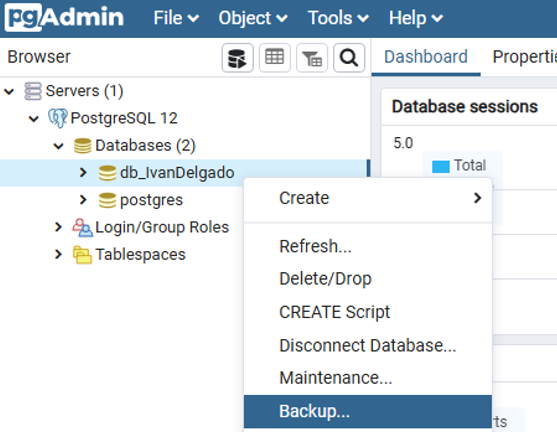 pgAdmin File Object Tools Help
Browser Dashboard Properti
Servers (1)
PostgreSQL 12
Databases (2)
db_IvanDelgado
postgres
Login/Group Roles
Tablespaces
Database sessions
5.0
Total
Create
Refresh...
Delete/Drop
CREATE Script
Disconnect Database...
Maintenance...
Backup...
rts